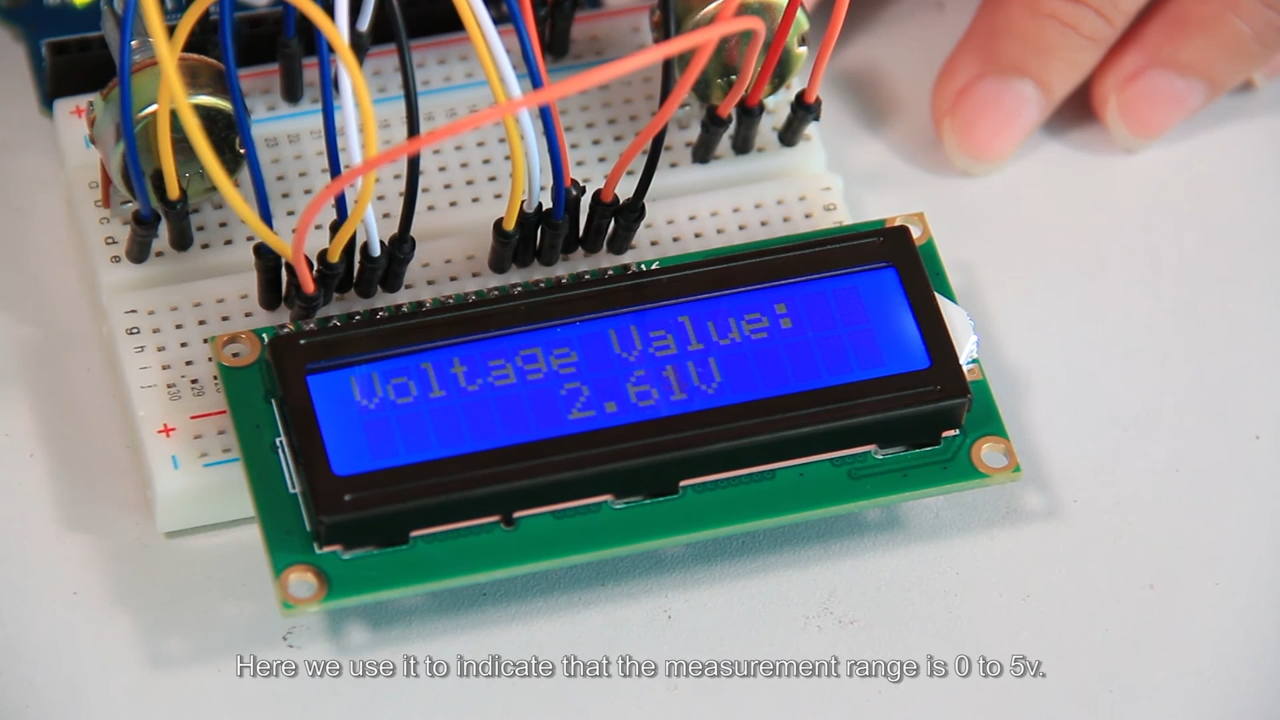 Voltage Value:
2.61V
Here we use it to indicate that the measurement range is 0 to 5v.